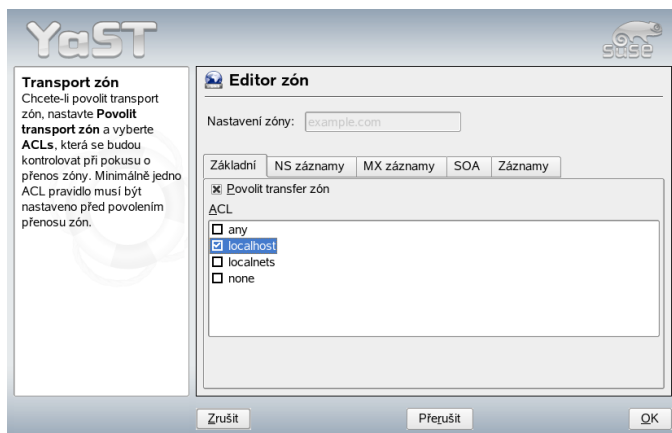 YaST
suse
Transport zón
Chcete-li povolit transport
zón, nastavte Povolit
transport zón a vyberte
ACLs, která se budou
kontrolovat při pokusu o
přenos zóny. Minimálně jedno
ACL pravidlo musí být
nastaveno před povolením
přenosu zón.
Editor zón
Nastavení zóny: example.com
Základní NS záznamy MX záznamy SOA Záznamy
Povolit transfer zón
ACL
any
localhost
localnets
none
Zrušit Přerušit OK